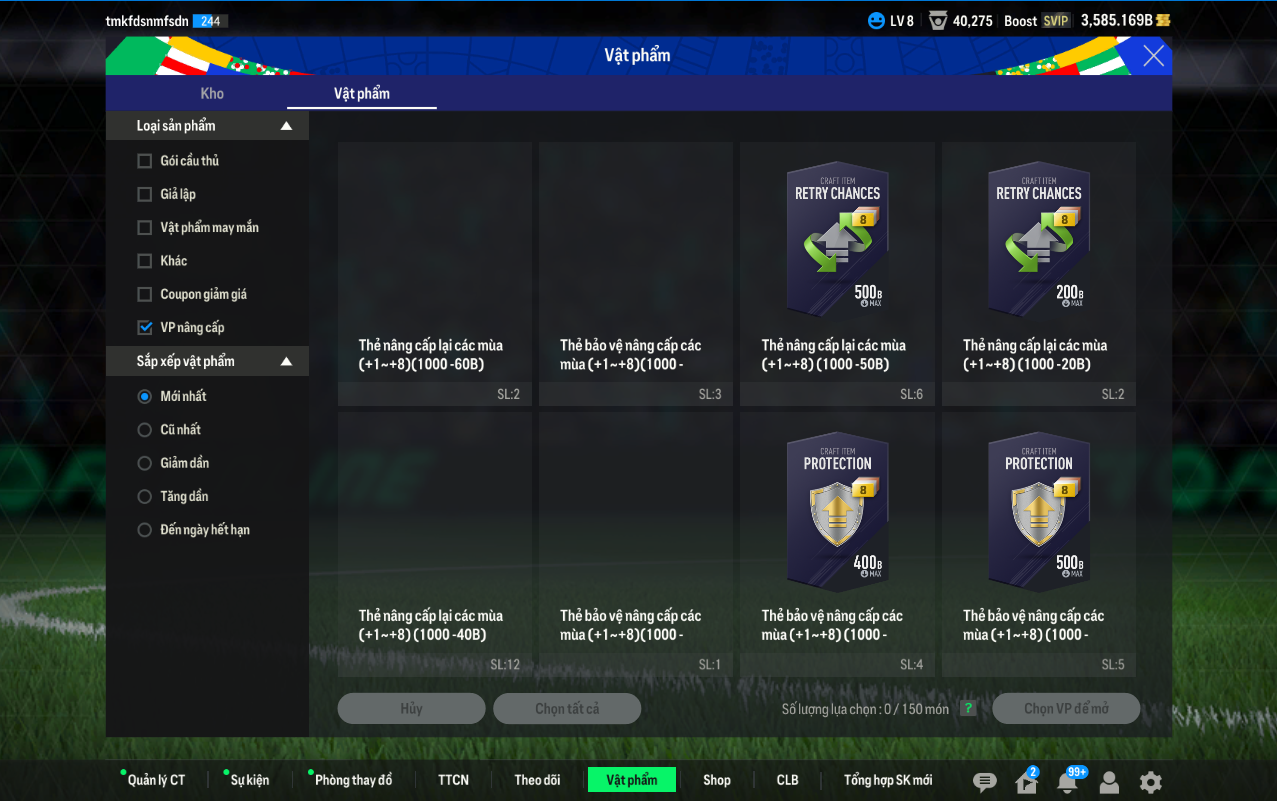 tmkfdsnmfsdn 244
LV 8 40,275 Boost SVIP 3,585.169B
Vật phẩm
Kho Vật phẩm
Loại sản phẩm
Gói cầu thủ
Giả lập
Vật phẩm may mắn
Khác
Coupon giảm giá
VP nâng cấp
Sắp xếp vật phẩm
Mới nhất
Cũ nhất
Giảm dần
Tăng dần
Đến ngày hết hạn
Thẻ nâng cấp lại các mùa
(+1~+8)(1000 -60B)
SL:2
Thẻ bảo vệ nâng cấp các
mùa (+1~+8)(1000 -
SL:3
CRAFT ITEM
RETRY CHANCES
8
500B
MAX
Thẻ nâng cấp lại các mùa
(+1~+8) (1000 -50B)
SL:6
CRAFT ITEM
RETRY CHANCES
8
200B
MAX
Thẻ nâng cấp lại các mùa
(+1~+8) (1000 -20B)
SL:2
Thẻ nâng cấp lại các mùa
(+1~+8) (1000 -40B)
SL:12
Thẻ bảo vệ nâng cấp các
mùa (+1~+8)(1000 -
SL:1
CRAFT ITEM
PROTECTION
8
400B
MAX
Thẻ bảo vệ nâng cấp các
mùa (+1~+8) (1000 -
SL:4
CRAFT ITEM
PROTECTION
8
500B
MAX
Thẻ bảo vệ nâng cấp các
mùa (+1~+8) (1000 -
SL:5
Hủy Chọn tất cả Số lượng lựa chọn : 0 / 150 món ? Chọn VP để mở
Quản lý CT Sự kiện Phòng thay đồ TTCN Theo dõi Vật phẩm Shop CLB Tổng hợp SK mới 2 99+